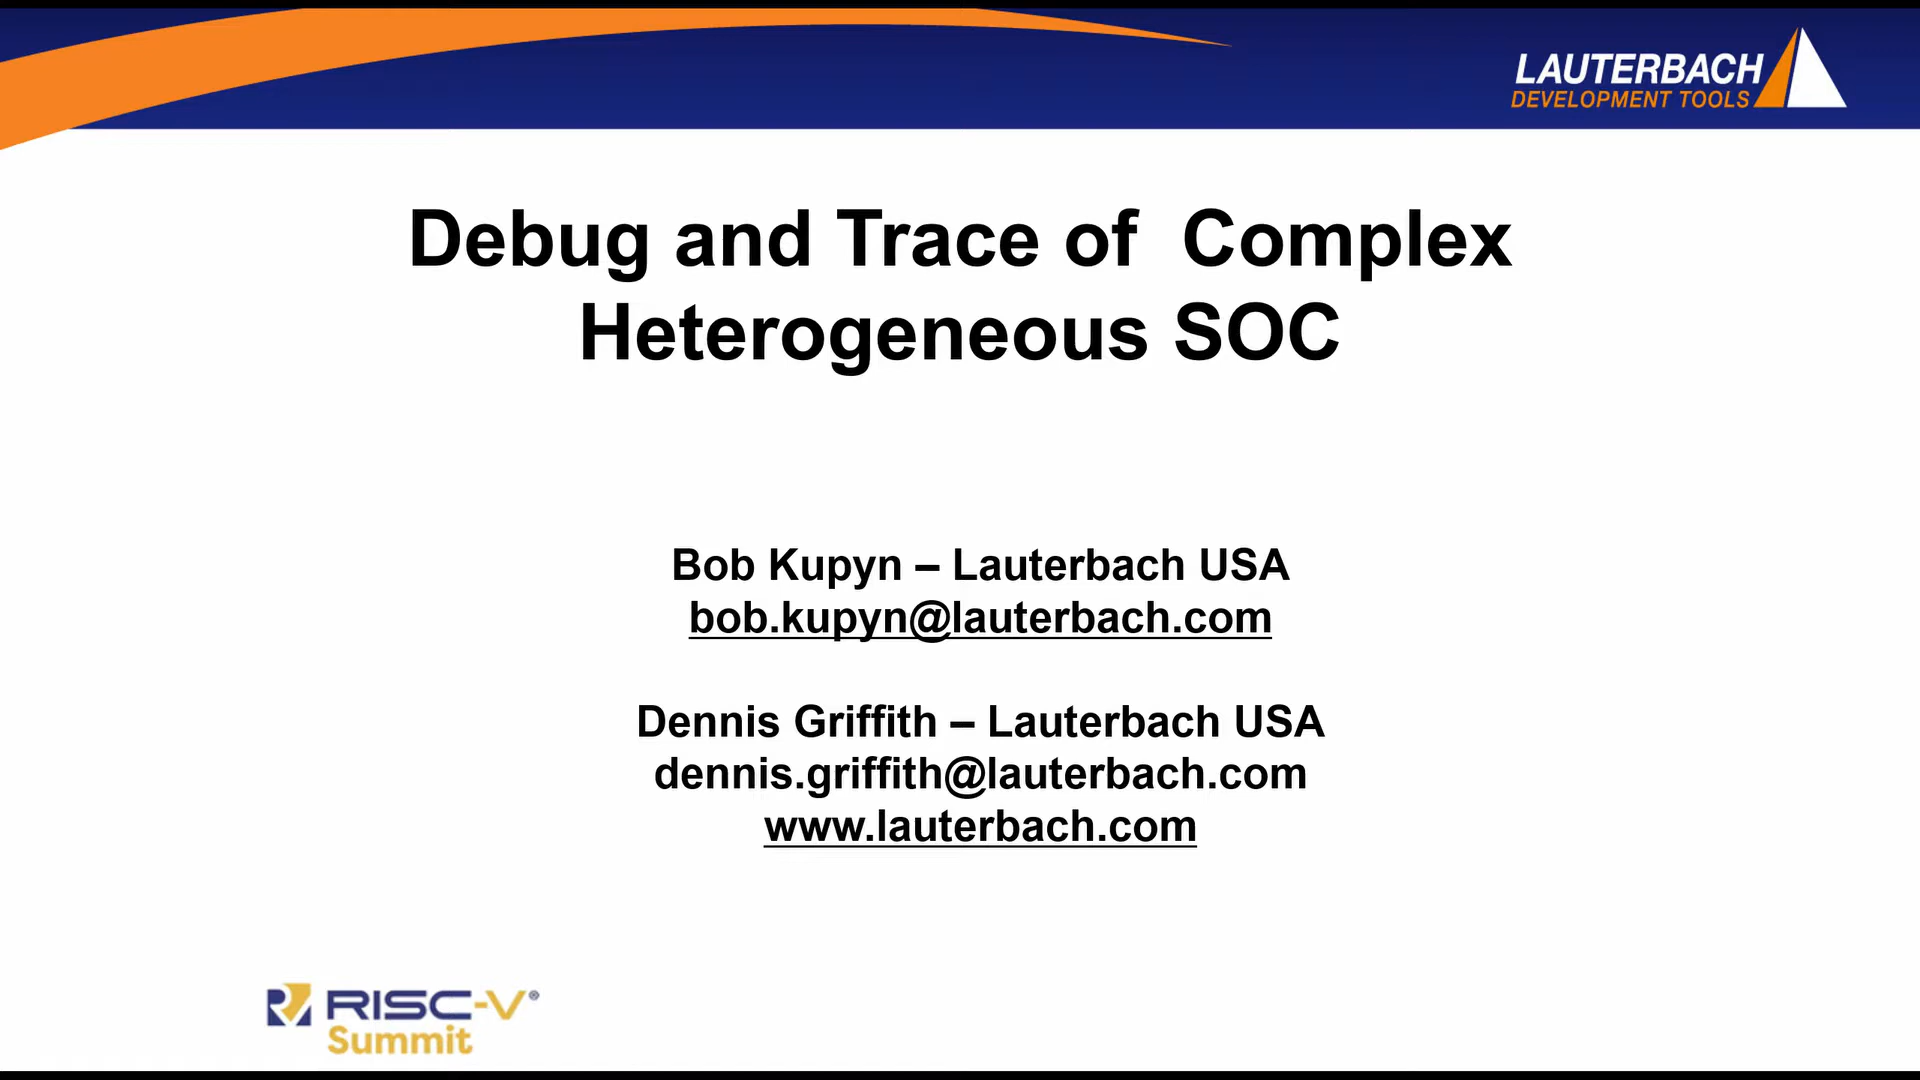 LAUTERBACH
DEVELOPMENT TOOLS
Debug and Trace of  Complex
Heterogeneous SOC
Bob Kupyn – Lauterbach USA
bob.kupyn@lauterbach.com
Dennis Griffith – Lauterbach USA
dennis.griffith@lauterbach.com
www.lauterbach.com
RISC-V®
Summit